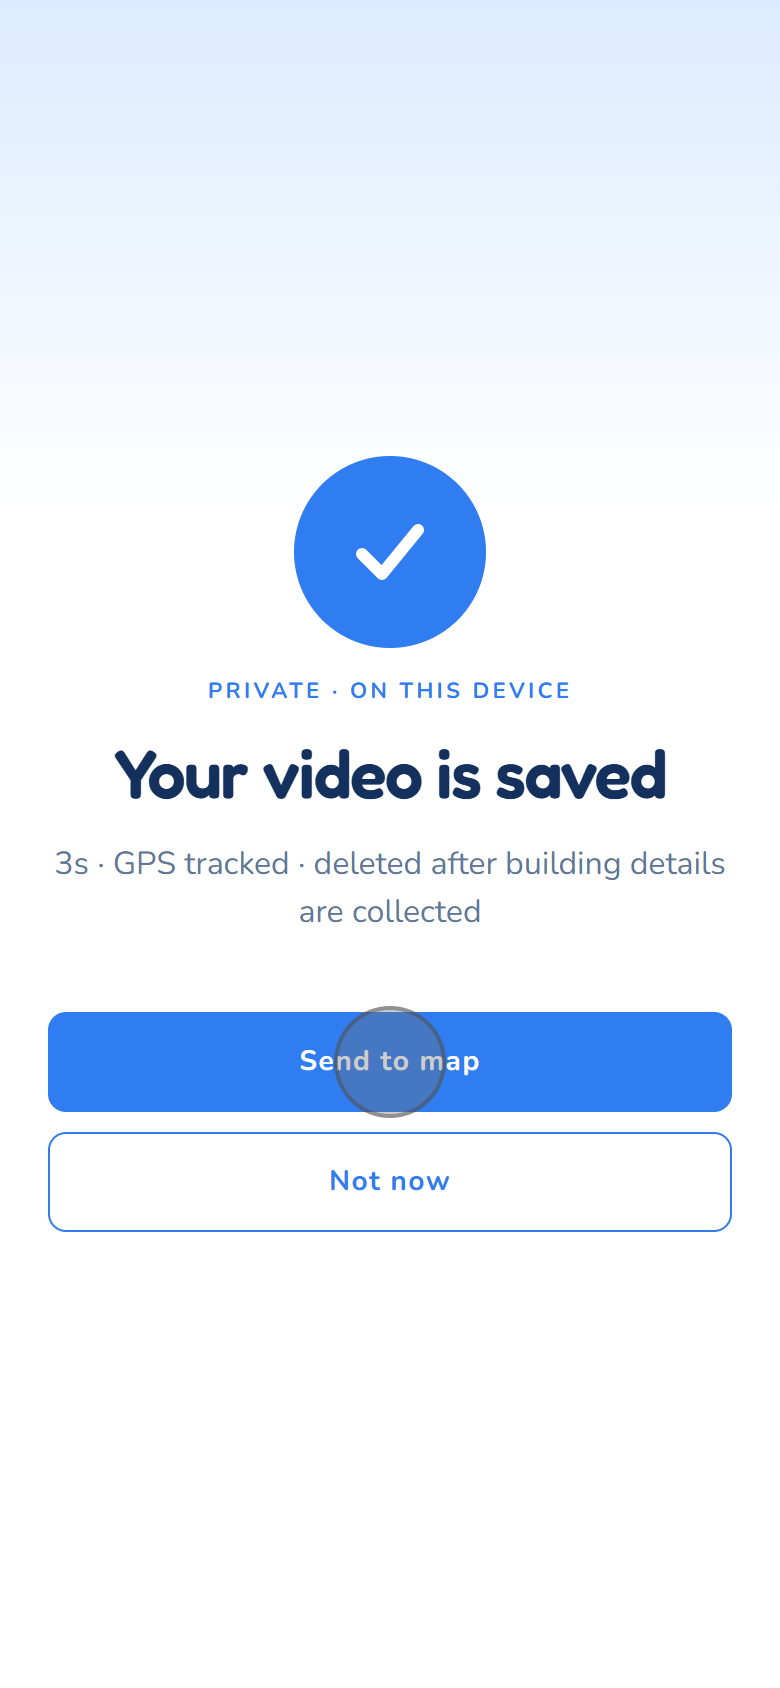 PRIVATE · ON THIS DEVICE
Your video is saved
3s · GPS tracked · deleted after building details
are collected
Send to map
Not now